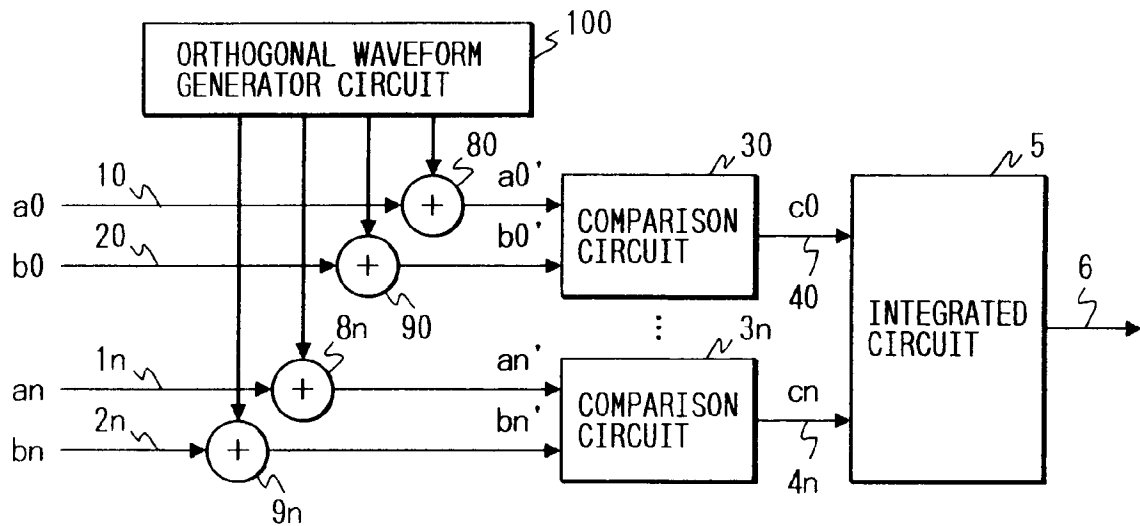 100
ORTHOGONAL WAVEFORM
GENERATOR CIRCUIT
80
30
5
10
a0
+
a0'
COMPARISON
CIRCUIT
c0
20
b0
+
b0'
40
6
90
INTEGRATED
CIRCUIT
8n
⋮
3n
1n
an
+
an'
COMPARISON
CIRCUIT
cn
2n
bn
+
bn'
4n
9n